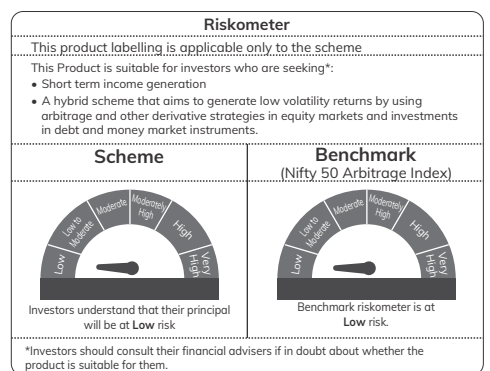 Riskometer
This product labelling is applicable only to the scheme
This Product is suitable for investors who are seeking*:
• Short term income generation
• A hybrid scheme that aims to generate low volatility returns by using
arbitrage and other derivative strategies in equity markets and investments
in debt and money market instruments.
Scheme
Low
Low to
Moderate
Moderate
Moderately
High
High
Very
High
Investors understand that their principal
will be at Low risk
Benchmark
(Nifty 50 Arbitrage Index)
Low
Low to
Moderate
Moderate
Moderately
High
High
Very
High
Benchmark riskometer is at
Low risk.
*Investors should consult their financial advisers if in doubt about whether the
product is suitable for them.